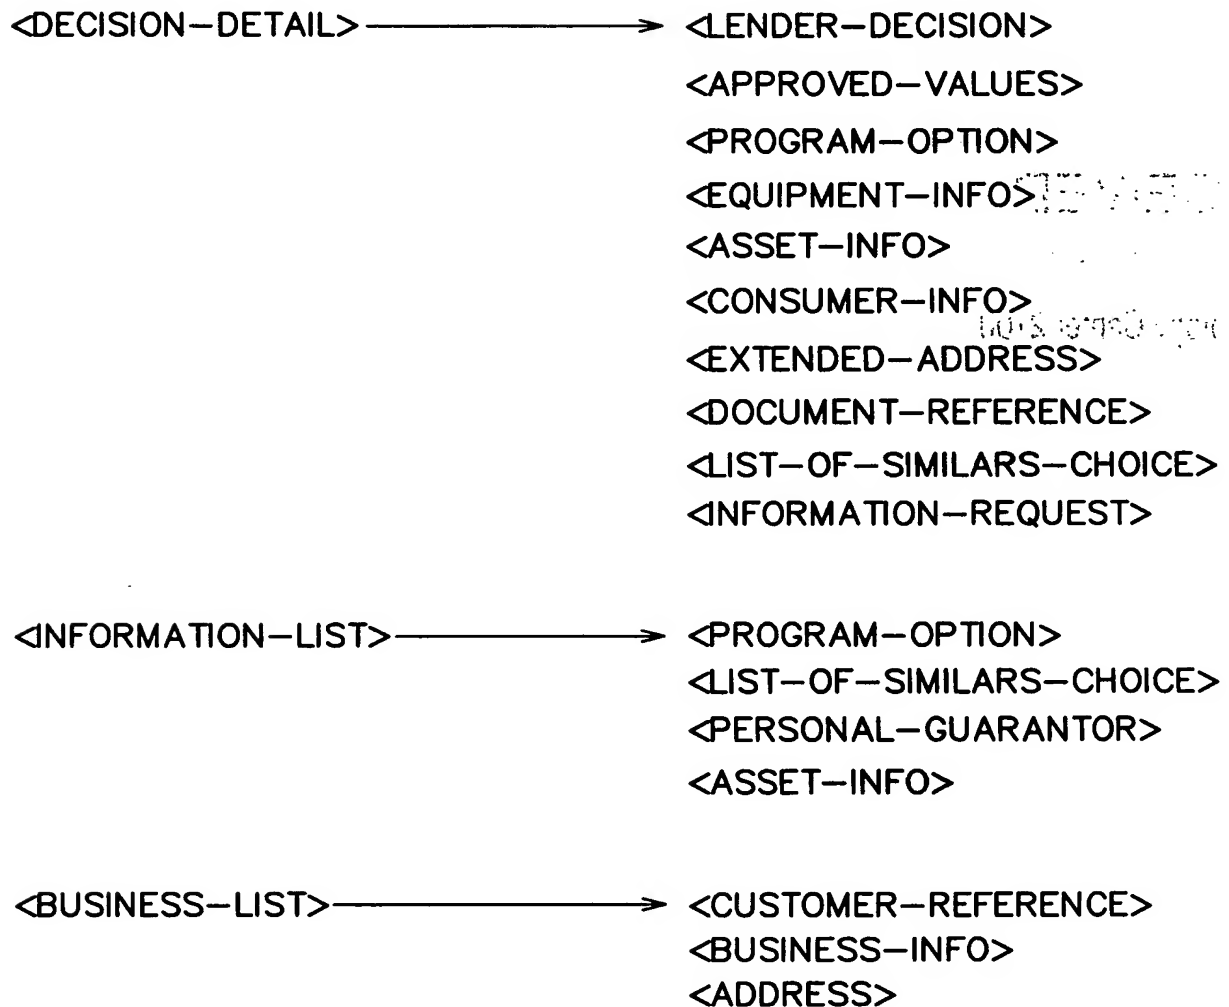 <DECISION-DETAIL> <LENDER-DECISION>
<APPROVED-VALUES>
<PROGRAM-OPTION>
<EQUIPMENT-INFO>
<ASSET-INFO>
<CONSUMER-INFO>
<EXTENDED-ADDRESS>
<DOCUMENT-REFERENCE>
<LIST-OF-SIMILARS-CHOICE>
<INFORMATION-REQUEST>
<INFORMATION-LIST> <PROGRAM-OPTION>
<LIST-OF-SIMILARS-CHOICE>
<PERSONAL-GUARANTOR>
<ASSET-INFO>
<BUSINESS-LIST> <CUSTOMER-REFERENCE>
<BUSINESS-INFO>
<ADDRESS>